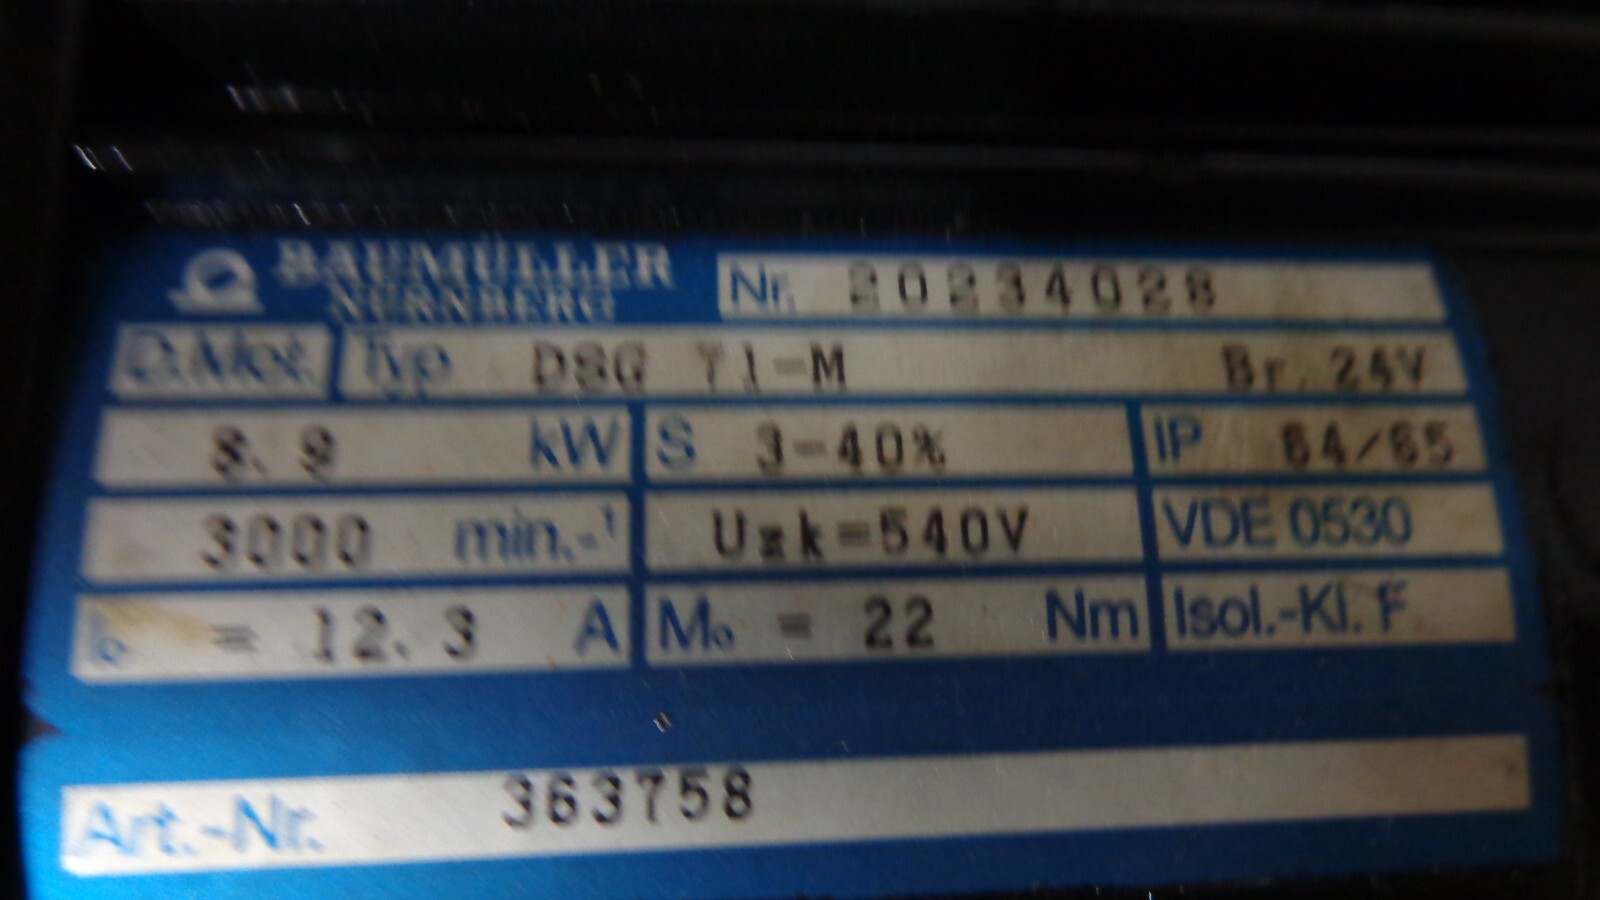 BAUMÜLLER
NÜRNBERG
Nr. 20234028
D.Mot. Typ DSG 71-M Br. 24V
8.9 kW S 3-40% IP 64/65
3000 min.-¹ Uzk=540V VDE 0530
I₀ = 12.3 A M₀ = 22 Nm Isol.-Kl. F
Art.-Nr. 363758